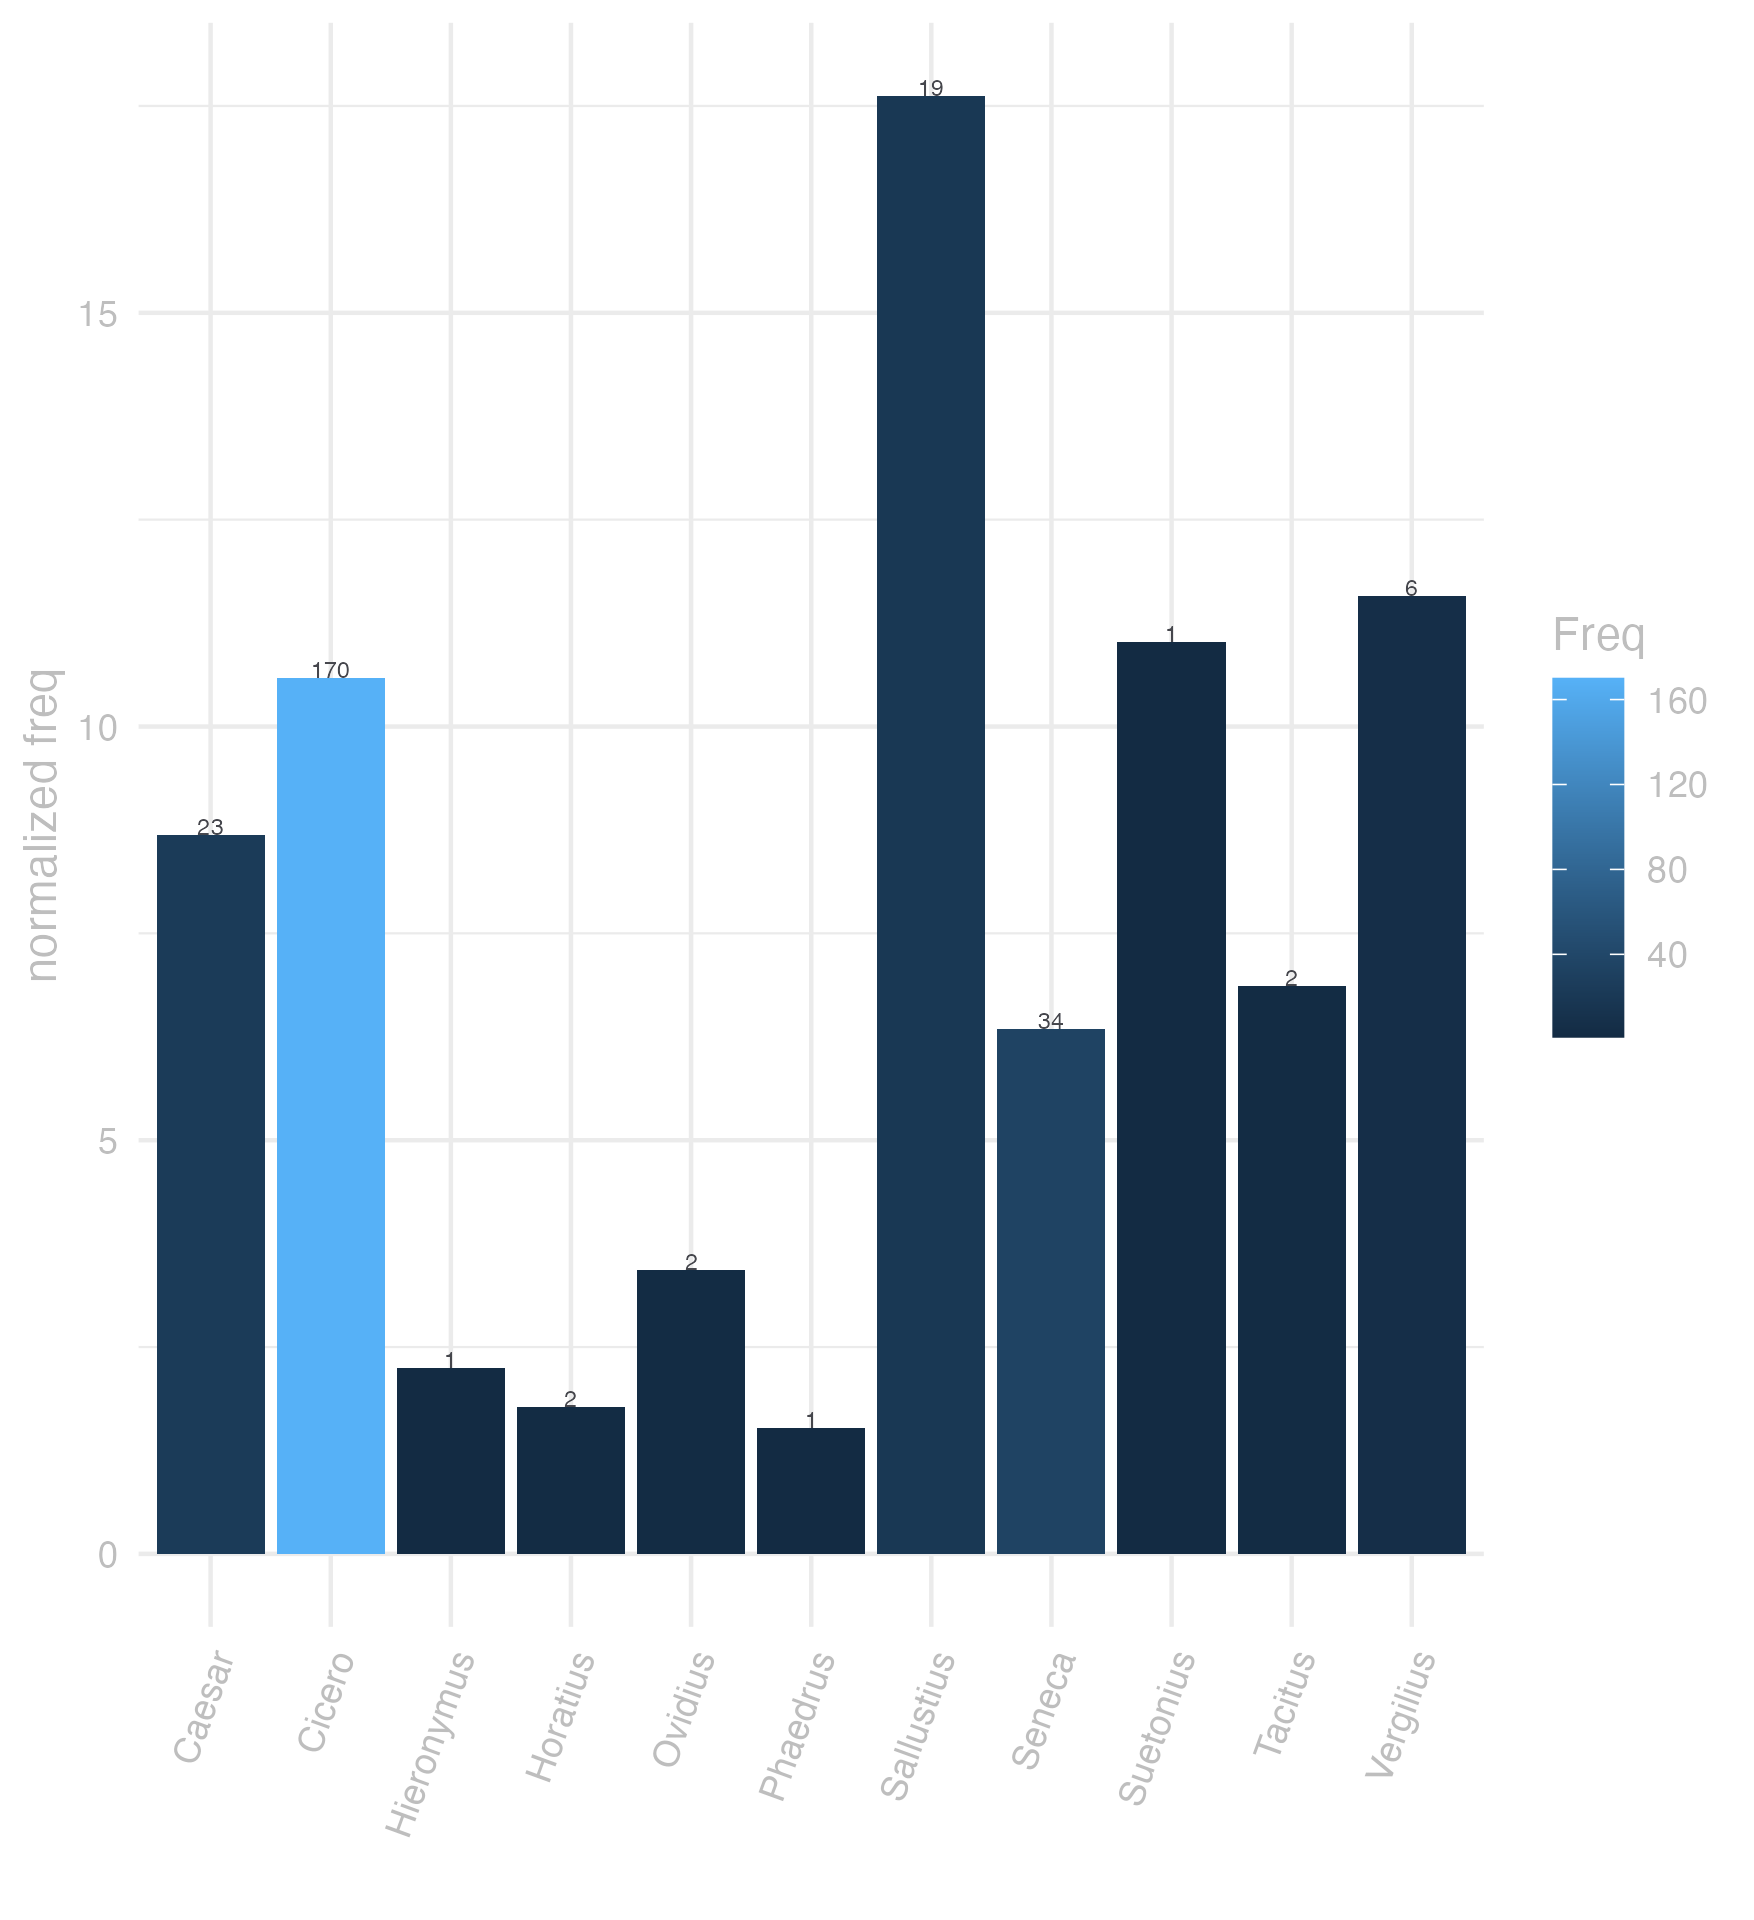 19
15
6
1
Freq
170
160
10
120
23
80
normalized freq
2
40
34
5
2
1
2
1
0
Caesar
Cicero
Hieronymus
Horatius
Ovidius
Phaedrus
Sallustius
Seneca
Suetonius
Tacitus
Vergilius